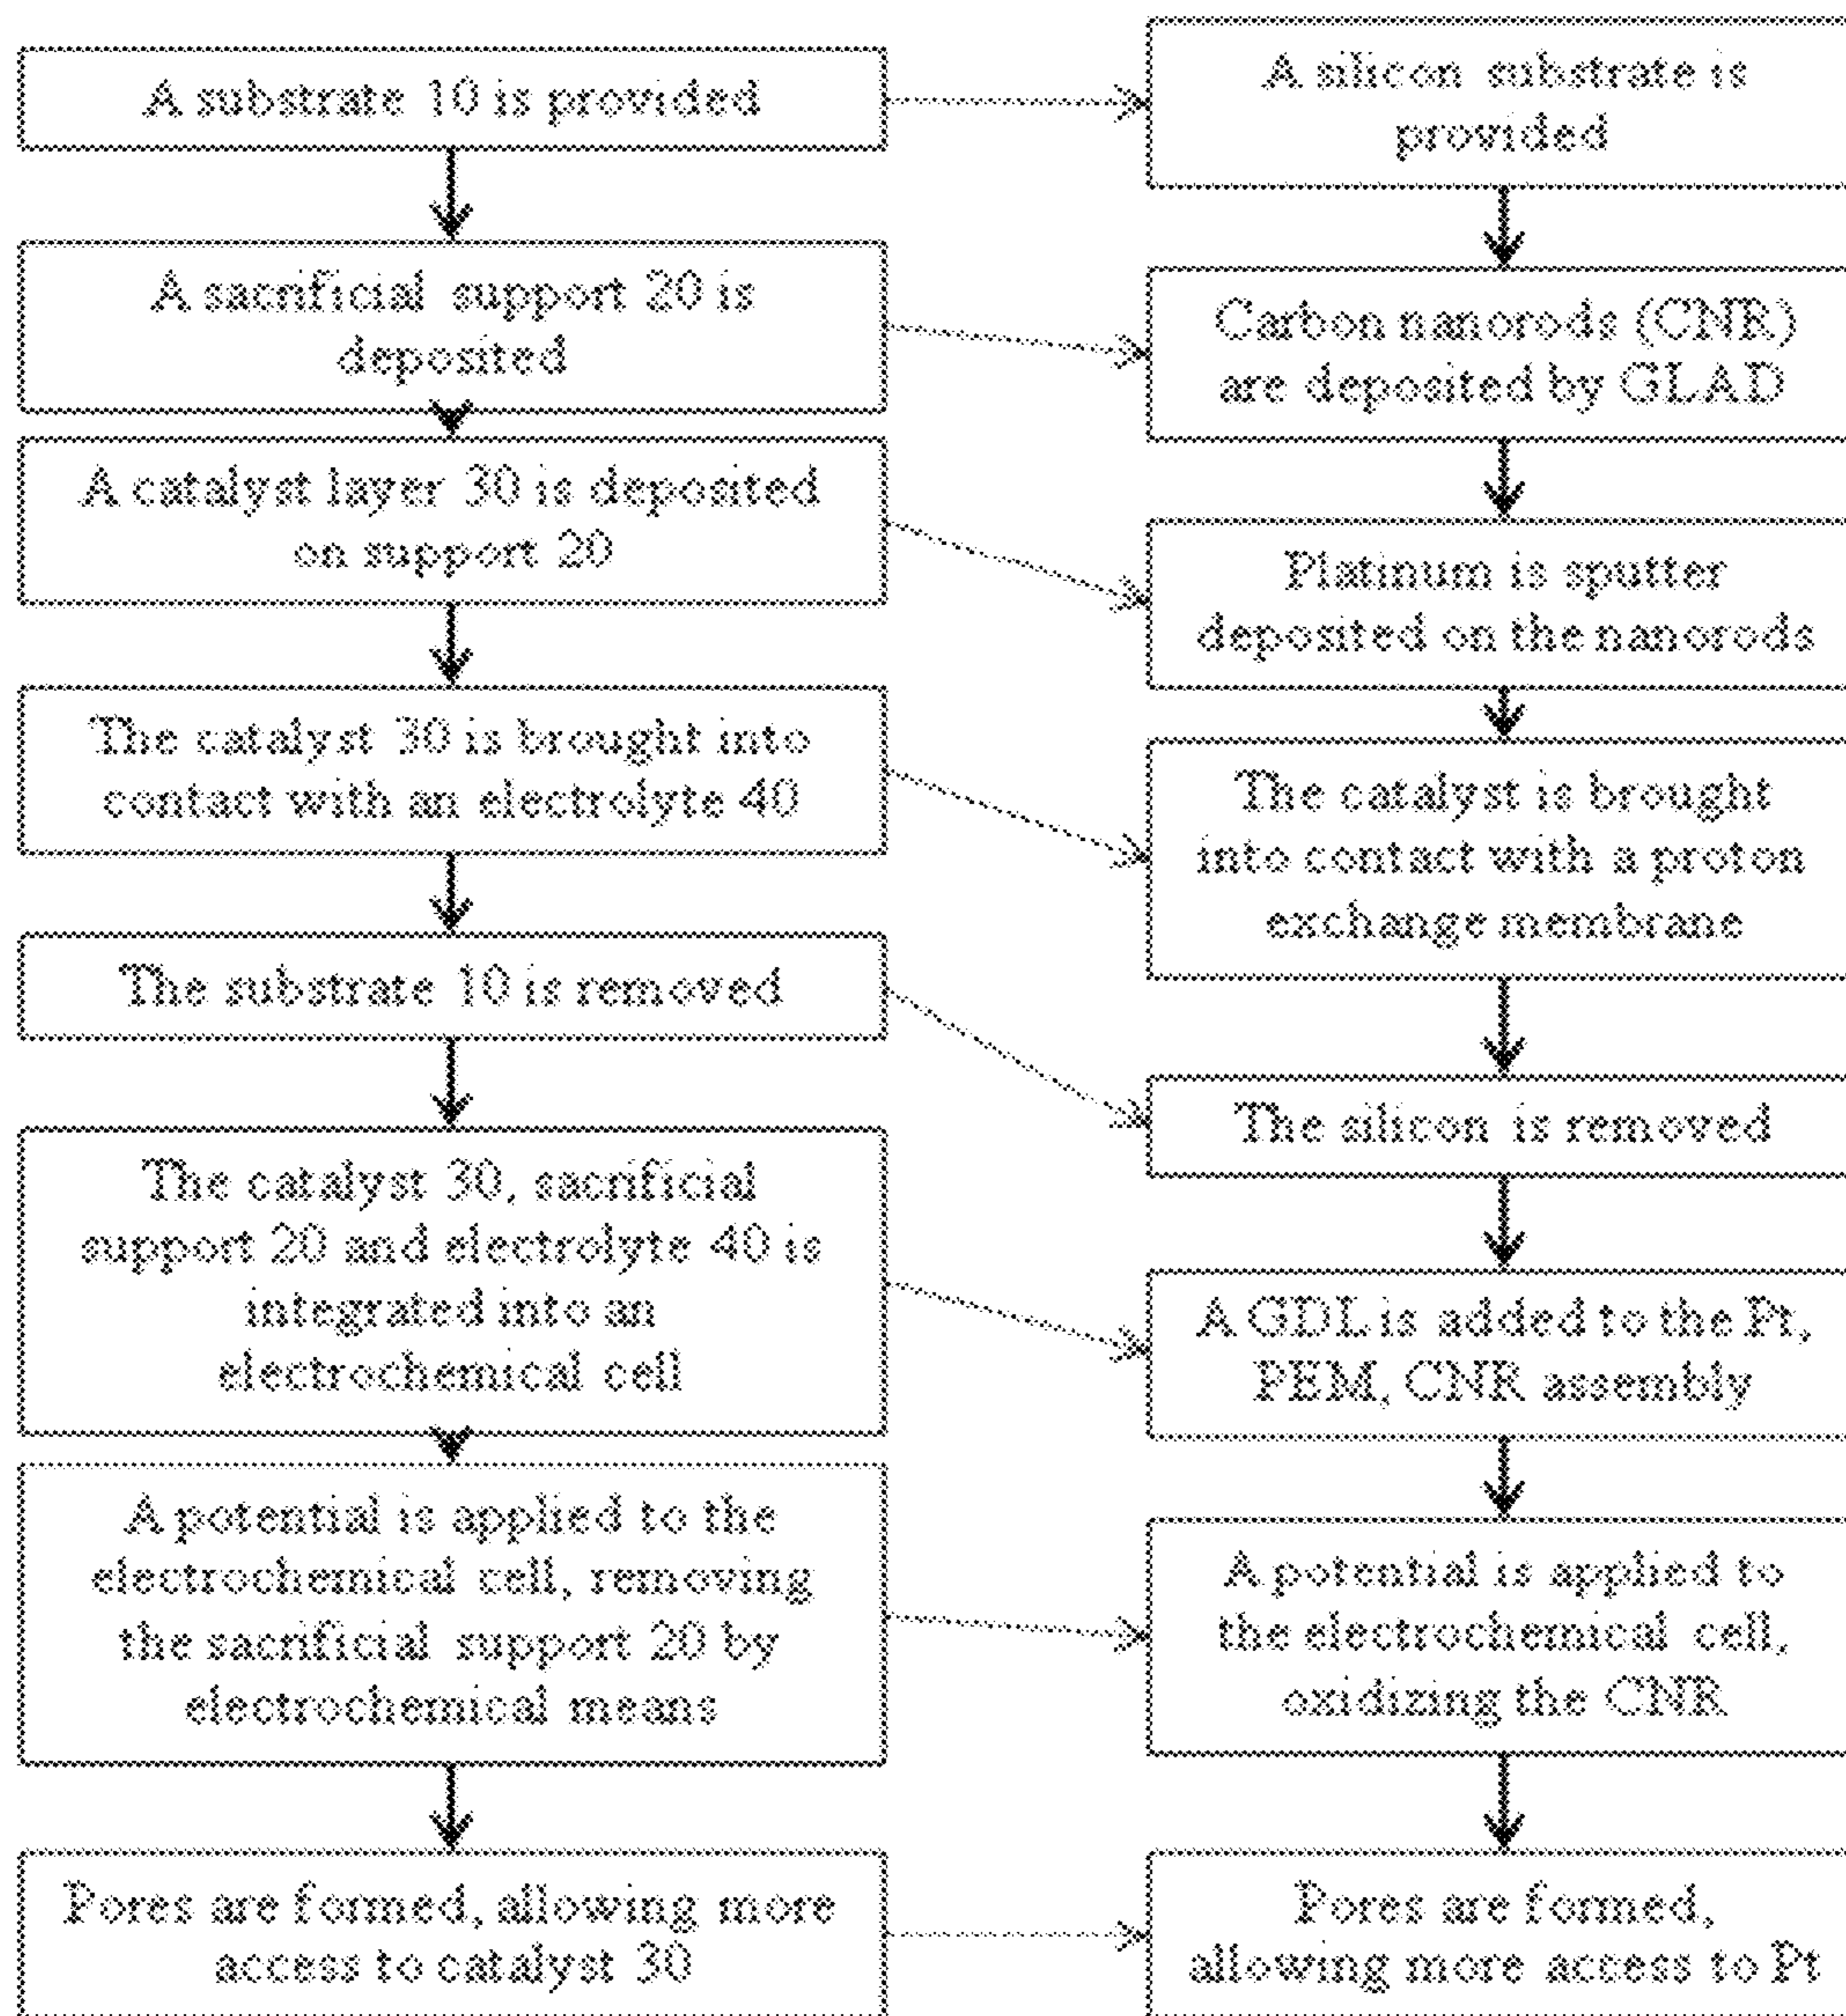 A substrate 10 is provided
A sacrificial support 20 is
deposited
A catalyst layer 30 is deposited
on support 20
The catalyst 30 is brought into
contact with an electrolyte 40
The substrate 10 is removed
The catalyst 30, sacrificial
support 20 and electrolyte 40 is
integrated into an
electrochemical cell
A potential is applied to the
electrochemical cell, removing
the sacrificial support 20 by
electrochemical means
Pores are formed, allowing more
access to catalyst 30
A silicon substrate is
provided
Carbon nanorods (CNR)
are deposited by GLAD
Platinum is sputter
deposited on the nanorods
The catalyst is brought
into contact with a proton
exchange membrane
The silicon is removed
A GDL is added to the Pt,
PEM, CNR assembly
A potential is applied to
the electrochemical cell,
oxidizing the CNR
Pores are formed,
allowing more access to Pt